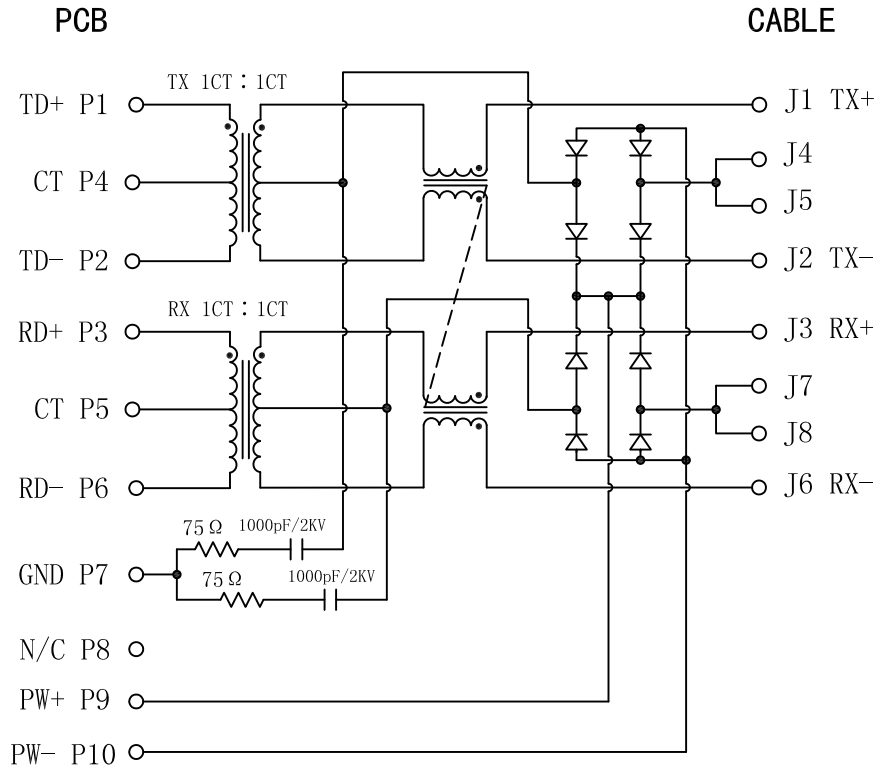 PCB CABLE
TX 1CT：1CT
TD+ P1 J1 TX+
J4
CT P4
J5
TD- P2 J2 TX-
RX 1CT：1CT
RD+ P3 J3 RX+
J7
CT P5
J8
RD- P6 J6 RX-
75Ω 1000pF/2KV
GND P7
75Ω 1000pF/2KV
N/C P8
PW+ P9
PW- P10